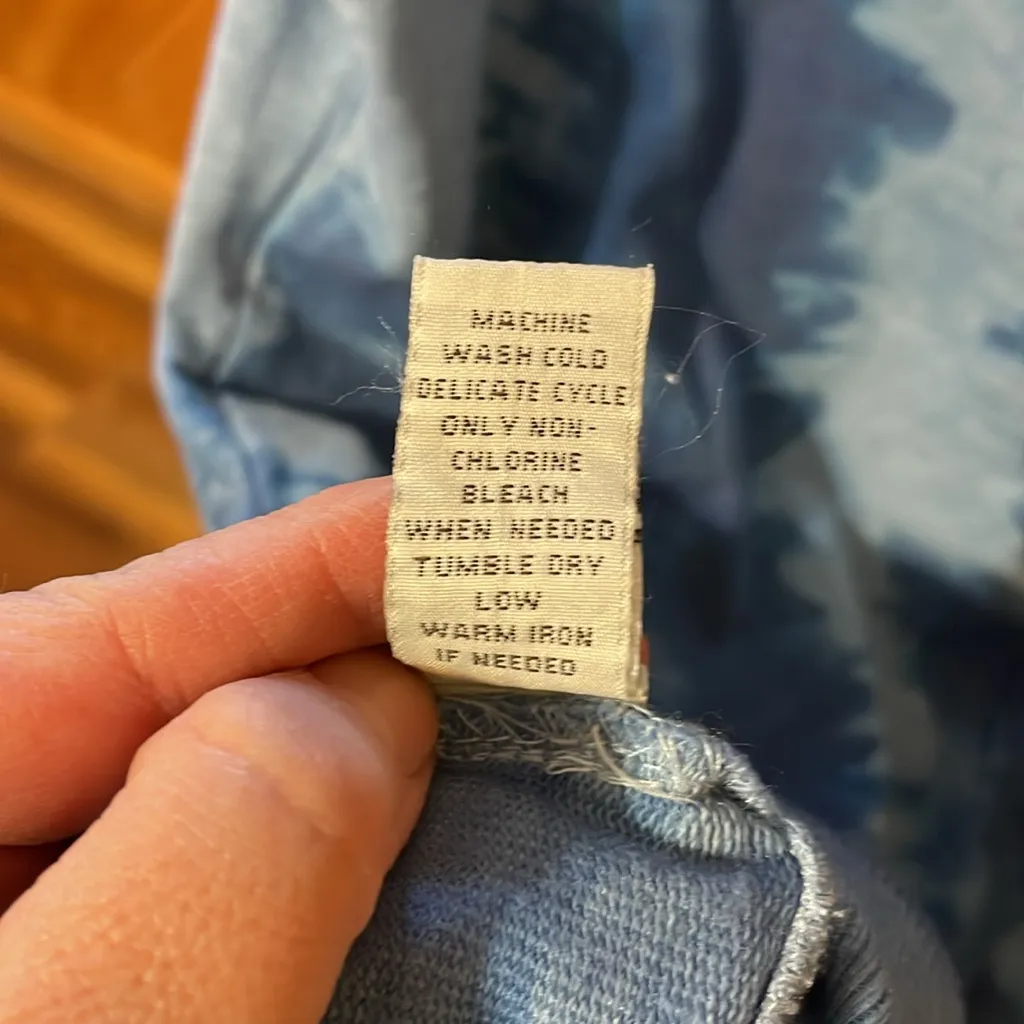 MACHINE
WASH COLD
DELICATE CYCLE
ONLY NON-
CHLORINE
BLEACH
WHEN NEEDED
TUMBLE DRY
LOW
WARM IRON
IF NEEDED